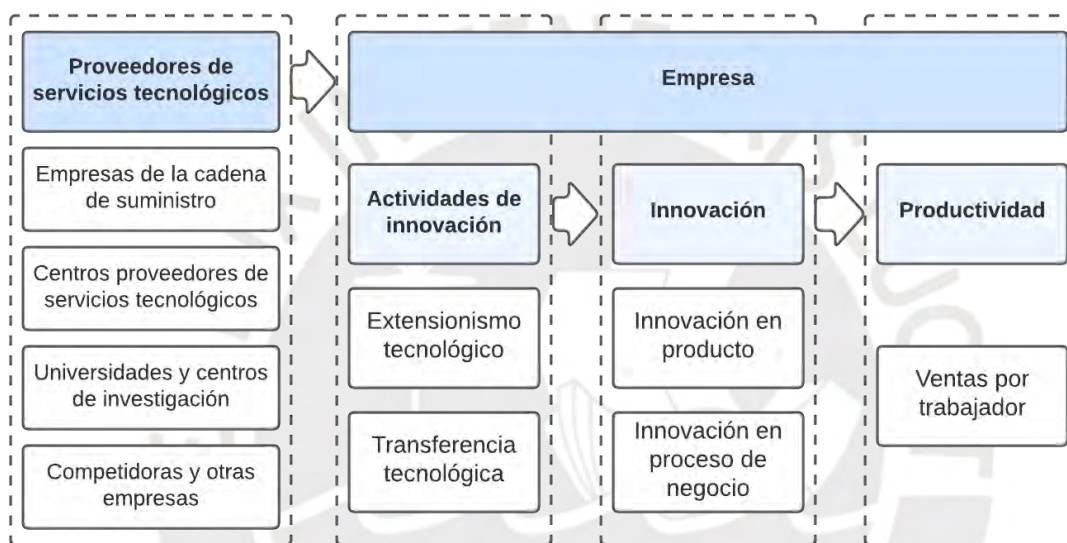 Proveedores de
servicios tecnológicos
Empresas de la cadena
de suministro
Centros proveedores de
servicios tecnológicos
Universidades y centros
de investigación
Competidoras y otras
empresas
Empresa
Actividades de
innovación
Extensionismo
tecnológico
Transferencia
tecnológica
Innovación
Innovación en
producto
Innovación en
proceso de
negocio
Productividad
Ventas por
trabajador